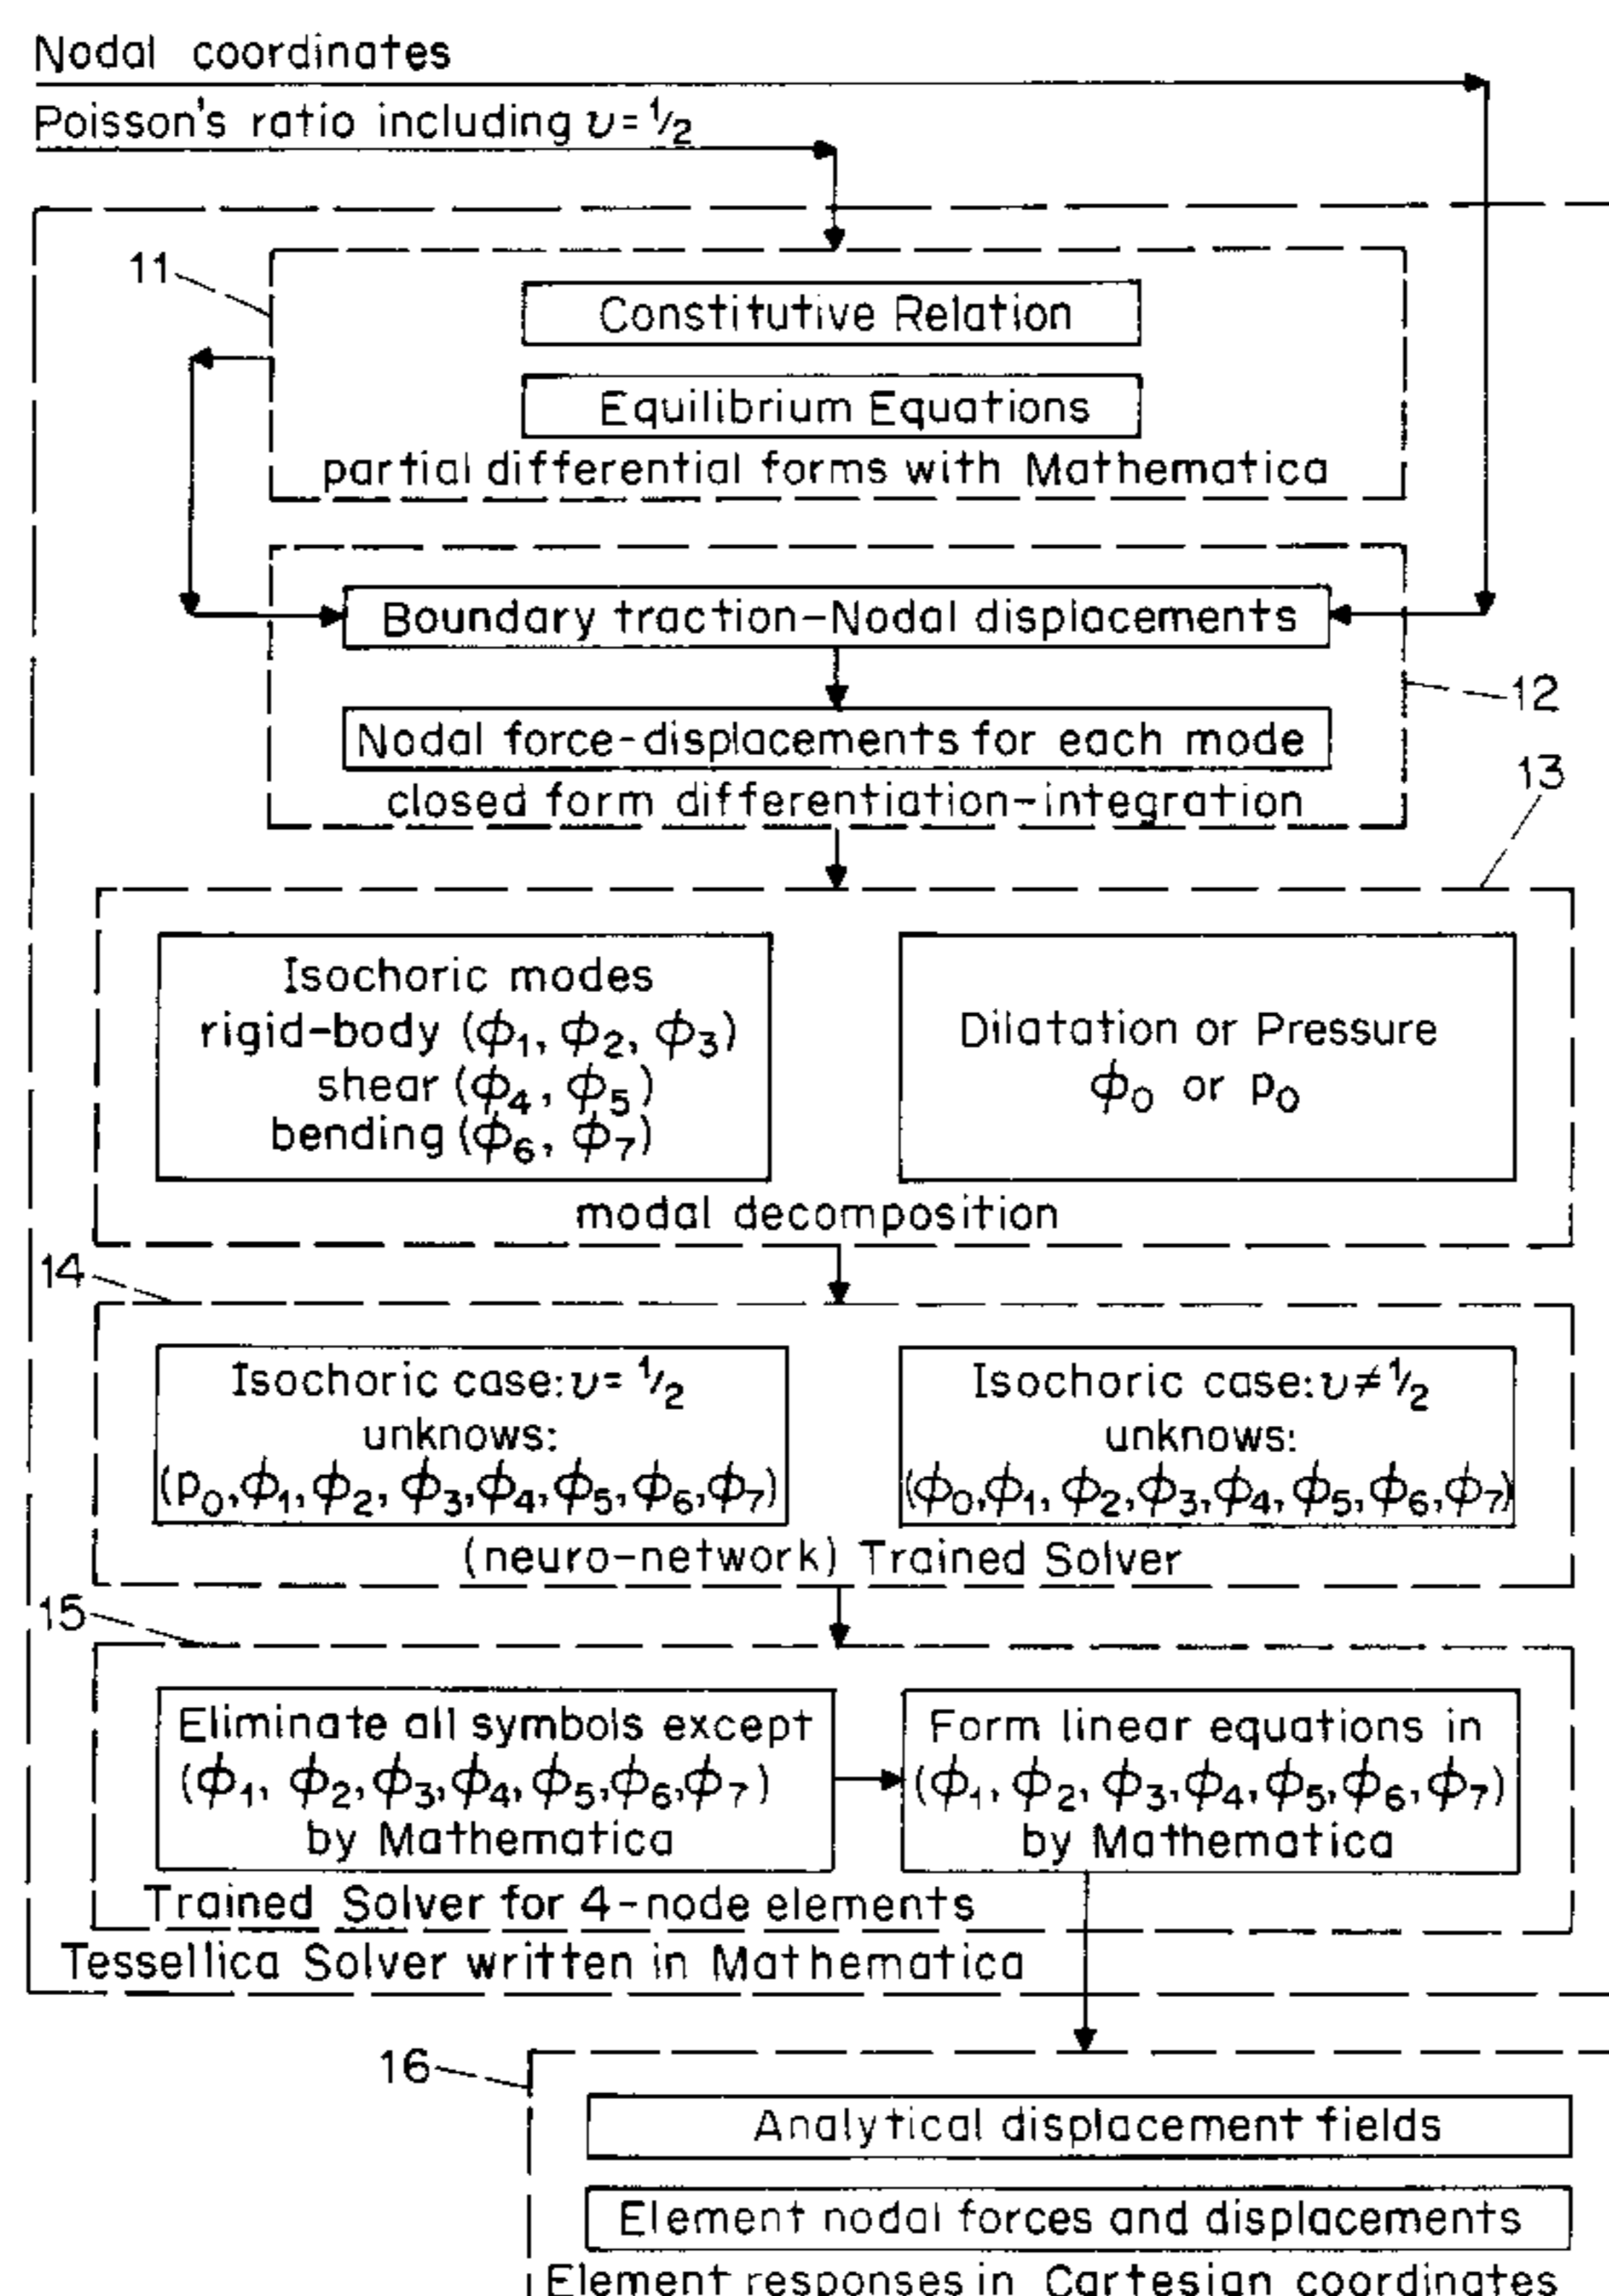 Nodal coordinates
Poisson's ratio including υ=1/2
11
Constitutive Relation
Equilibrium Equations
partial differential forms with Mathematica
Boundary traction-Nodal displacements
12
Nodal force-displacements for each mode
closed form differentiation-integration
13
Isochoric modes
rigid-body (ϕ1, ϕ2, ϕ3)
shear (ϕ4, ϕ5)
bending (ϕ6, ϕ7)
Dilatation or Pressure
ϕ0 or p0
modal decomposition
14
Isochoric case: υ= 1/2
unknows:
(p0,ϕ1,ϕ2, ϕ3,ϕ4,ϕ5,ϕ6,ϕ7)
Isochoric case: υ≠1/2
unknows:
(ϕ0,ϕ1, ϕ2,ϕ3,ϕ4, ϕ5,ϕ6,ϕ7)
(neuro-network) Trained Solver
15
Eliminate all symbols except
(ϕ1, ϕ2,ϕ3,ϕ4,ϕ5,ϕ6,ϕ7)
by Mathematica
Form linear equations in
(ϕ1, ϕ2, ϕ3,ϕ4,ϕ5,ϕ6,ϕ7)
by Mathematica
Trained Solver for 4-node elements
Tessellica Solver written in Mathematica
16
Analytical displacement fields
Element nodal forces and displacements
Element responses in Cartesian coordinates